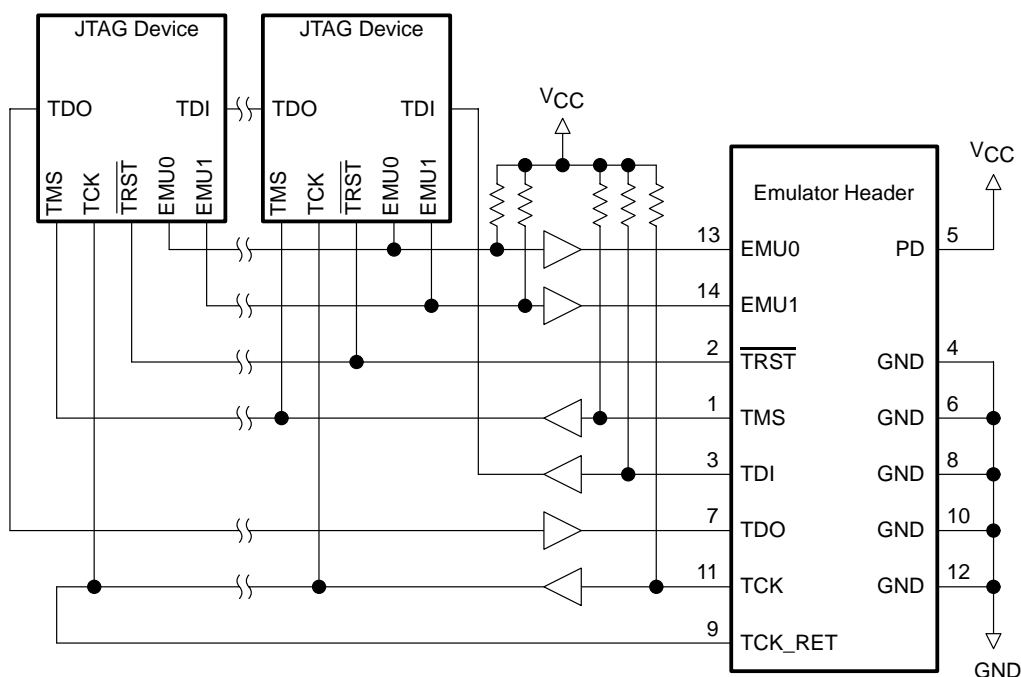 JTAG Device
JTAG Device
TDO
TDI
TDO
TDI
TMS
TCK
TRST
EMU0
EMU1
TMS
TCK
TRST
EMU0
EMU1
VCC
VCC
Emulator Header
13
EMU0
PD
5
14
EMU1
2
TRST
GND
4
1
TMS
GND
6
3
TDI
GND
8
7
TDO
GND
10
11
TCK
GND
12
9
TCK_RET
GND